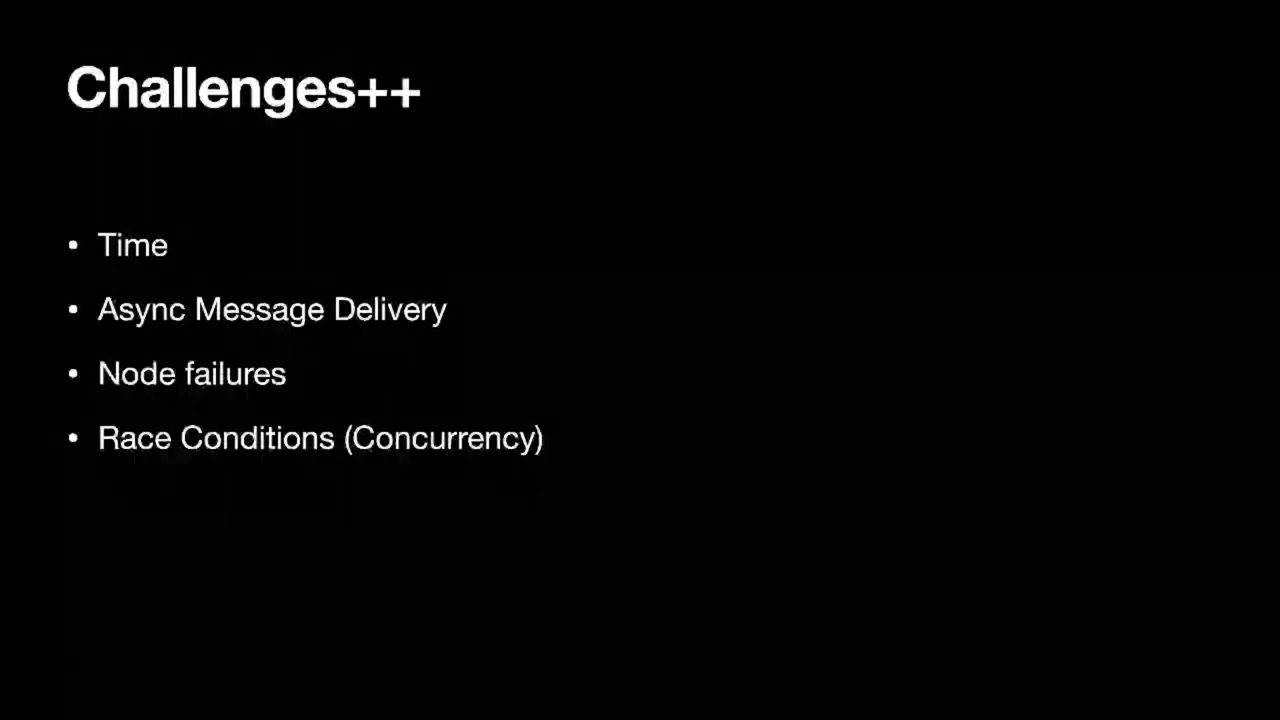 Challenges++
• Time
• Async Message Delivery
• Node failures
• Race Conditions (Concurrency)